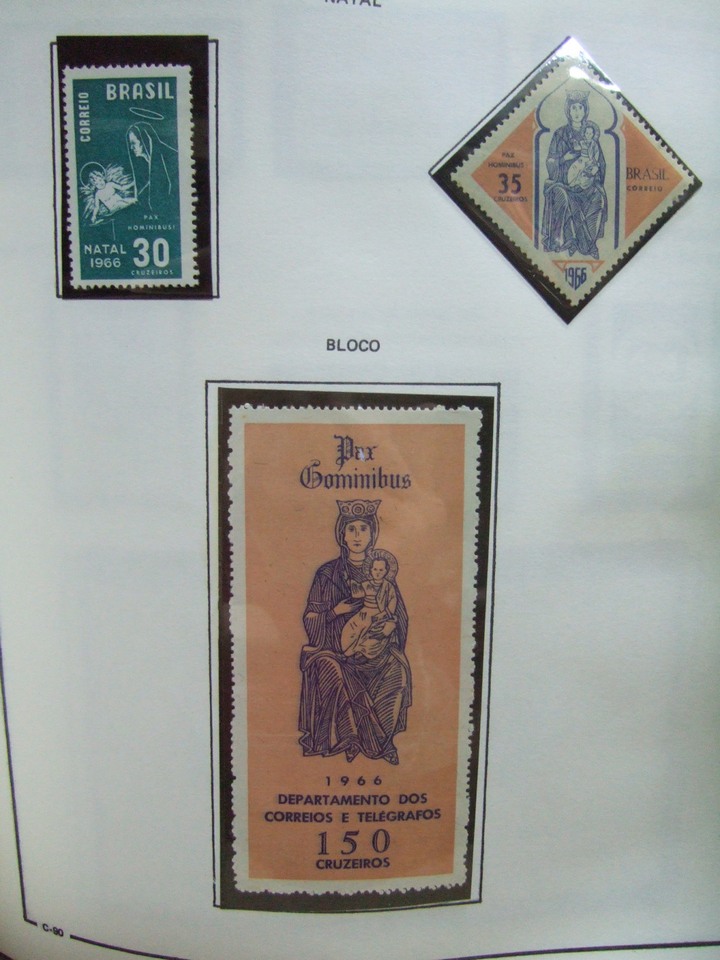 NATAL
BRASIL
CORREIO
PAX
HOMINIBUS!
NATAL
1966
30
CRUZEIROS
PAX
HOMINIBUS
35
CRUZEIROS
BRASIL
CORREIO
1966
BLOCO
Pax
Hominibus
1966
DEPARTAMENTO DOS
CORREIOS E TELÉGRAFOS
150
CRUZEIROS
C-90